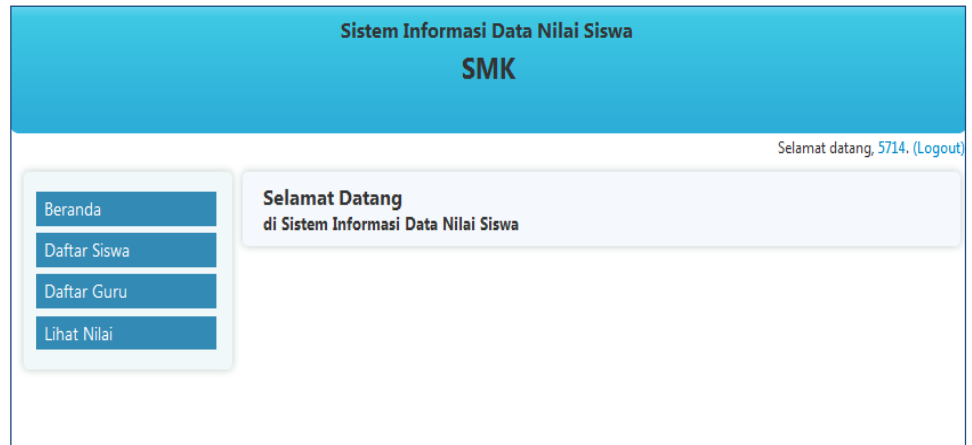 Sistem Informasi Data Nilai Siswa
SMK
Selamat datang, 5714. (Logout)
Beranda
Daftar Siswa
Daftar Guru
Lihat Nilai
Selamat Datang
di Sistem Informasi Data Nilai Siswa